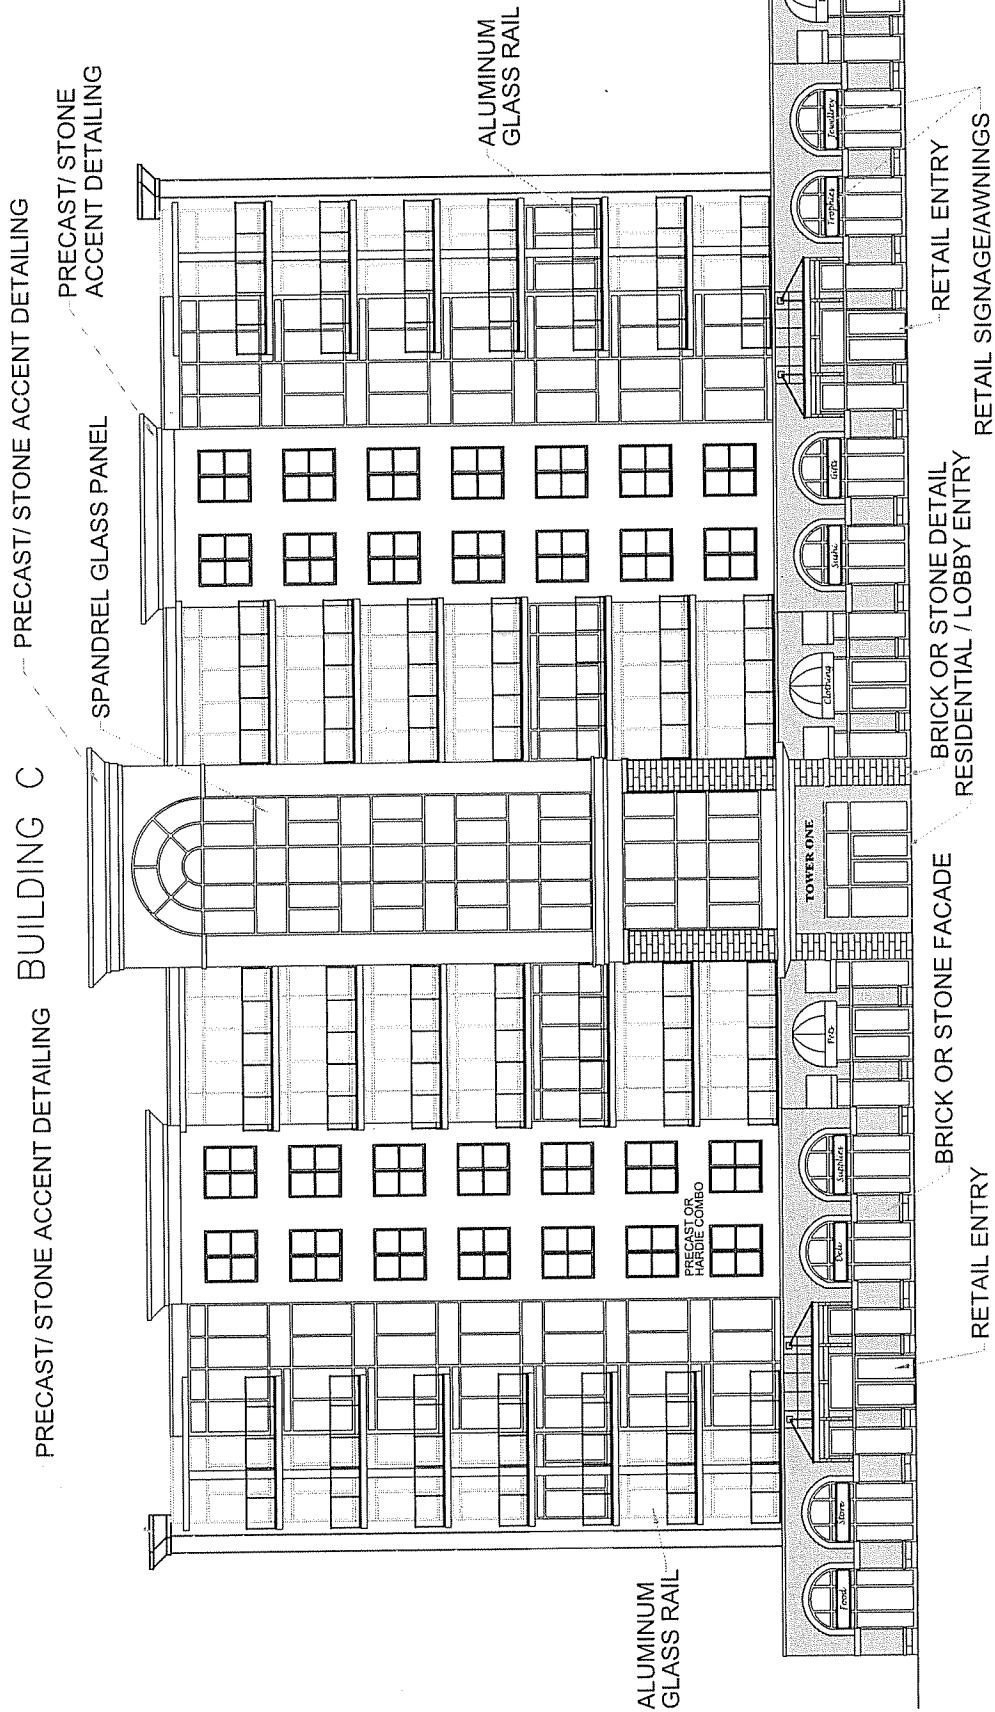 PRECAST/ STONE ACCENT DETAILING
BUILDING C
PRECAST/ STONE ACCENT DETAILING
PRECAST/ STONE
ACCENT DETAILING
SPANDREL GLASS PANEL
ALUMINUM
GLASS RAIL
ALUMINUM
GLASS RAIL
PRECAST OR
HARDIE COMBO
TOWER ONE
Food
Store
Deli
Supplies
Pets
Clothing
Sushi
Gifts
Trophies
Jewellery
RETAIL ENTRY
BRICK OR STONE FACADE
BRICK OR STONE DETAIL
RESIDENTIAL / LOBBY ENTRY
RETAIL ENTRY
RETAIL SIGNAGE/AWNINGS